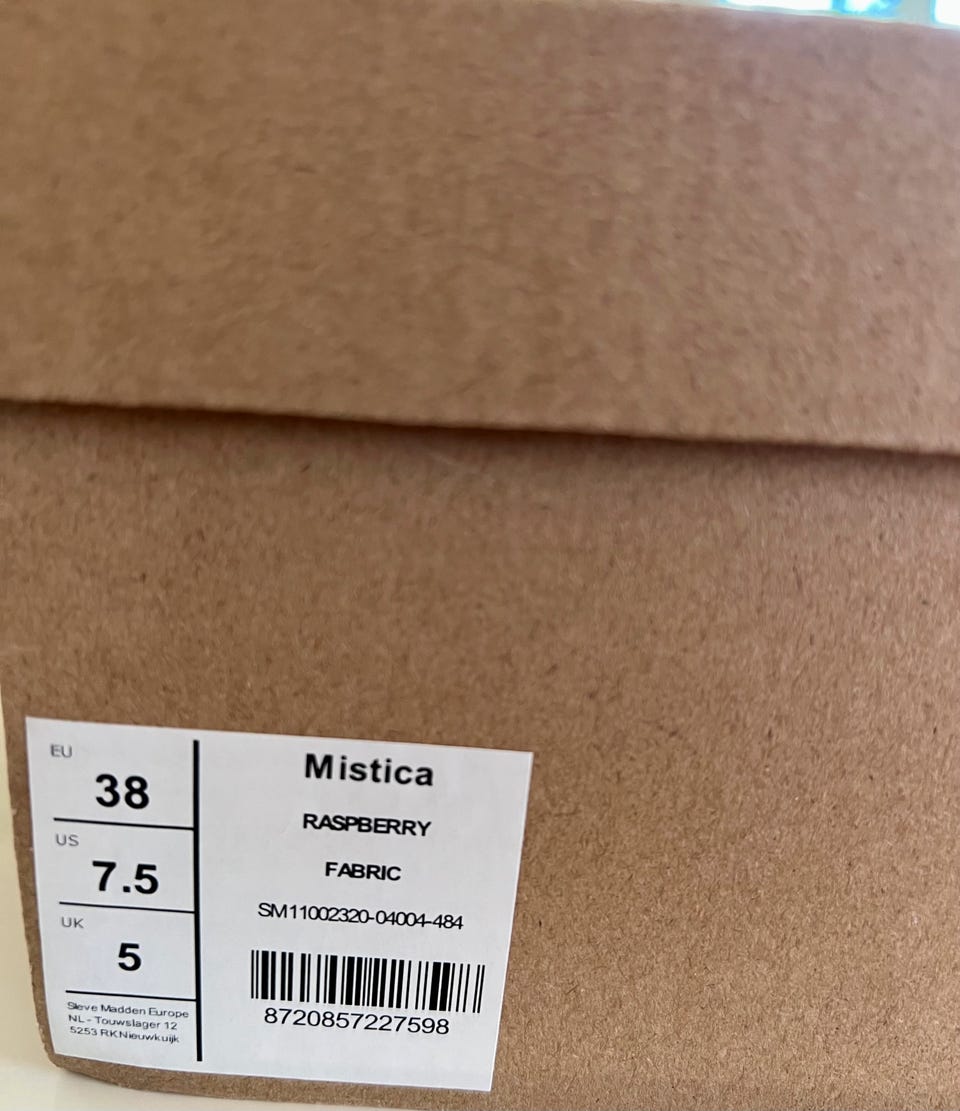 EU
38
US
7.5
UK
5
Steve Madden Europe
NL - Touwslager 12
5253 RK Nieuwkuijk
Mistica
RASPBERRY
FABRIC
SM11002320-04004-484
8720857227598